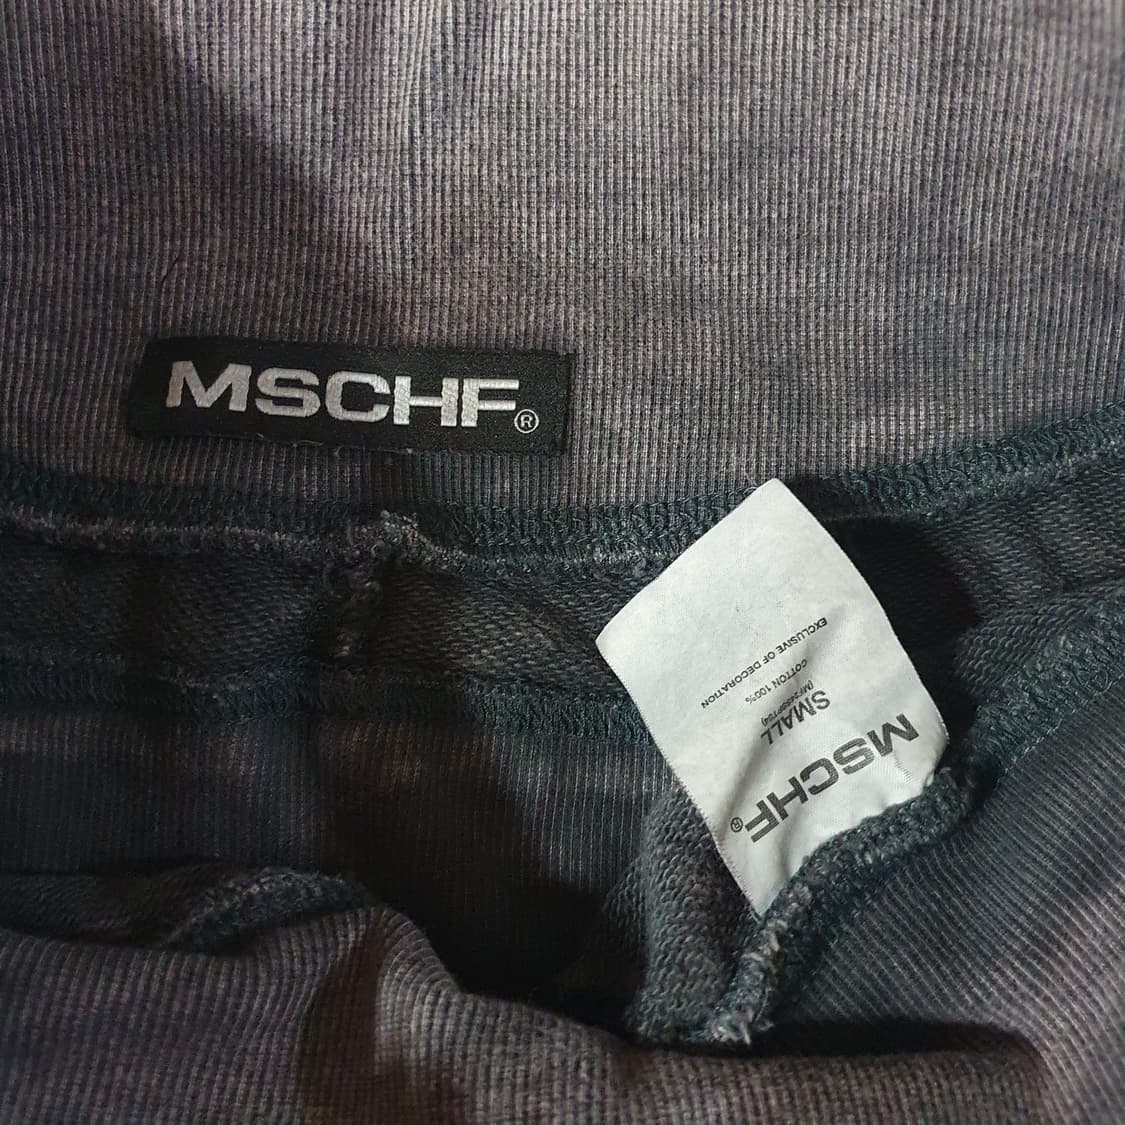 MSCHF®
MSCHF®
SMALL
COTTON 100%
EXCLUSIVE OF DECORATION